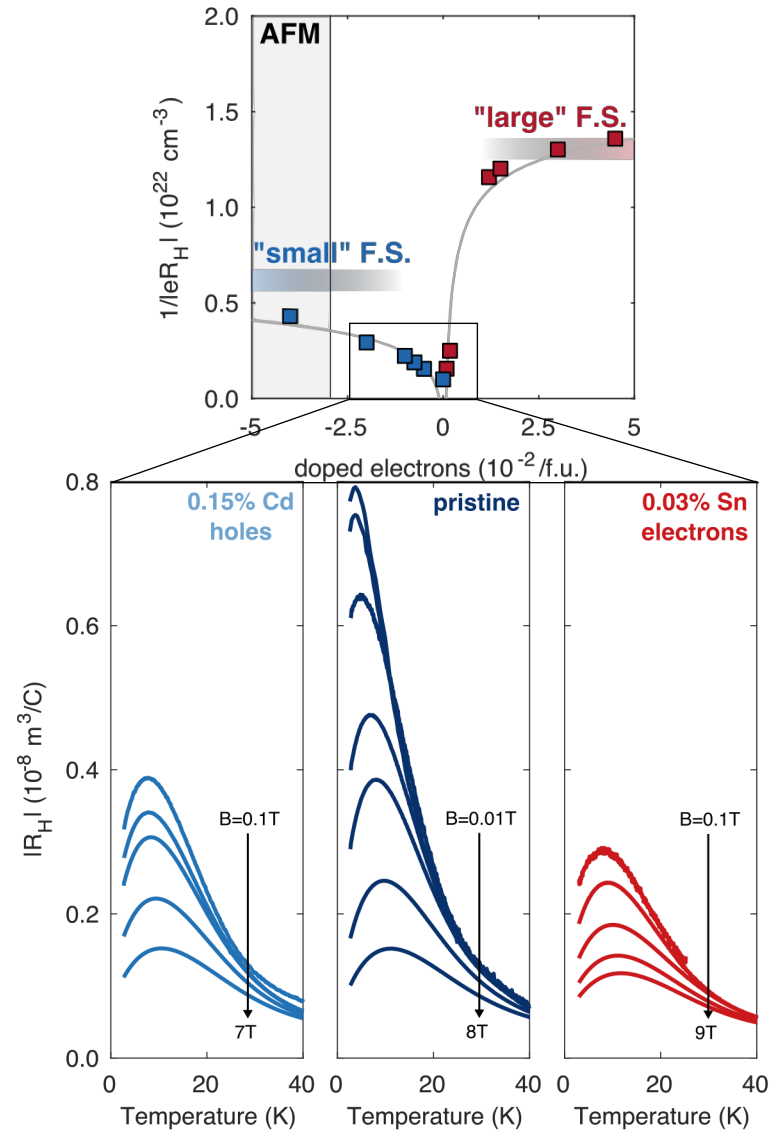 AFM
"large" F.S.
"small" F.S.
1/|eR_H| (10^22 cm^-3)
2.0
1.5
1.0
0.5
0.0
-5 -2.5 0 2.5 5
doped electrons (10^-2/f.u.)
0.15% Cd
holes
pristine
0.03% Sn
electrons
|R_H| (10^-8 m^3/C)
0.8
0.6
0.4
0.2
0.0
B=0.1T
7T
B=0.01T
8T
B=0.1T
9T
0 20 40
0 20 40
0 20 40
Temperature (K)
Temperature (K)
Temperature (K)